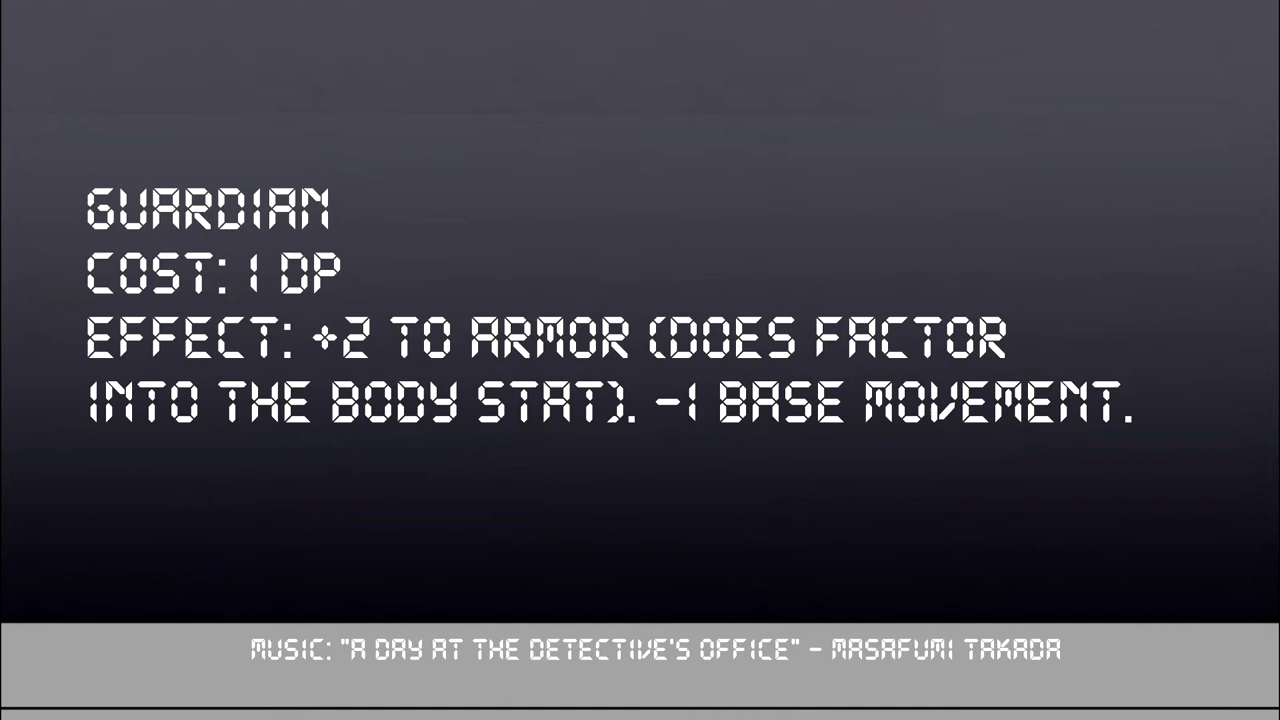 GUARDIAN
COST: 1 DP
EFFECT: +2 TO ARMOR (DOES FACTOR
INTO THE BODY STAT). -1 BASE MOVEMENT.
MUSIC: "A DAY AT THE DETECTIVE'S OFFICE" - MASAFUMI TAKADA